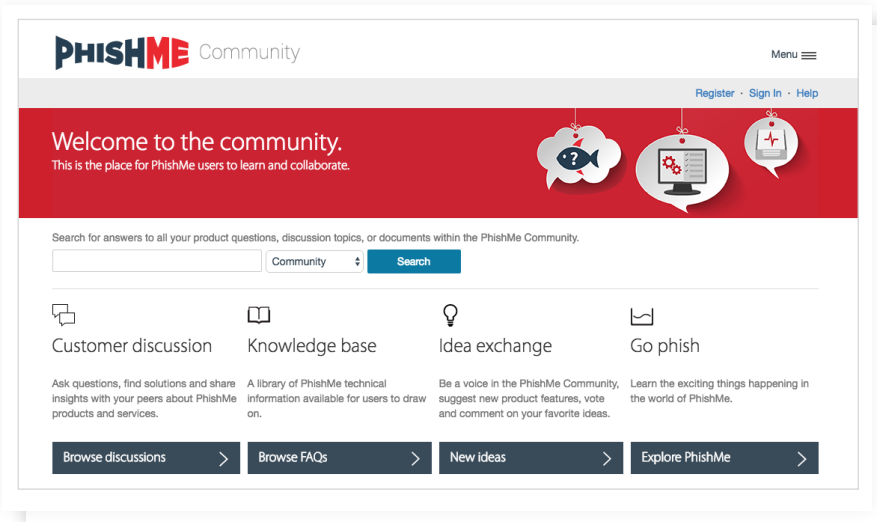 PHISHME Community
Menu
Register · Sign In · Help
Welcome to the community.
This is the place for PhishMe users to learn and collaborate.
?
Search for answers to all your product questions, discussion topics, or documents within the PhishMe Community.
Community
Search
Customer discussion
Ask questions, find solutions and share
insights with your peers about PhishMe
products and services.
Browse discussions
Knowledge base
A library of PhishMe technical
information available for users to draw
on.
Browse FAQs
Idea exchange
Be a voice in the PhishMe Community,
suggest new product features, vote
and comment on your favorite ideas.
New ideas
Go phish
Learn the exciting things happening in
the world of PhishMe.
Explore PhishMe